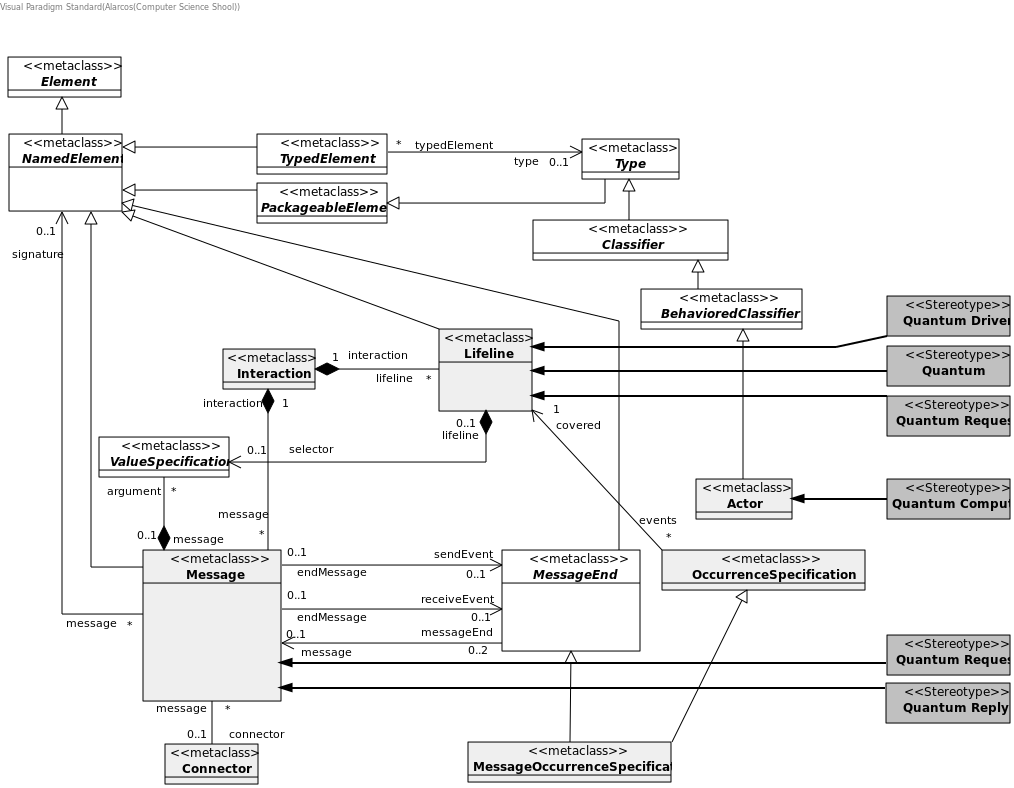 Visual Paradigm Standard(Alarcos(Computer Science Shool))
<<metaclass>>
Element
<<metaclass>>
NamedElement
<<metaclass>>
TypedElement
* typedElement
type 0..1
<<metaclass>
Type
<<metaclass>>
PackageableEleme
<<metaclass>>
Classifier
0..1
signature
<<metaclass>>
BehavioredClassifier
<<Stereotype>>
Quantum Driver
<<metaclass>
Lifeline
<<Stereotype>>
Quantum
<<metaclass>
Interaction
1 interaction
lifeline *
<<Stereotype>>
Quantum Reques
interaction 1
0..1
lifeline
1
covered
<<metaclass>>
ValueSpecification
0..1 selector
<<metaclass>
Actor
<<Stereotype>>
Quantum Comput
argument *
message
*
events
*
0..1 message
<<metaclass>>
Message
0..1
endMessage
sendEvent
0..1
<<metaclass>>
MessageEnd
<<metaclass>>
OccurrenceSpecification
0..1
endMessage
receiveEvent
0..1
message *
0..1
message
messageEnd
0..2
<<Stereotype>>
Quantum Reques
<<Stereotype>>
Quantum Reply
message *
0..1 connector
<<metaclass>
Connector
<<metaclass>>
MessageOccurrenceSpecificat